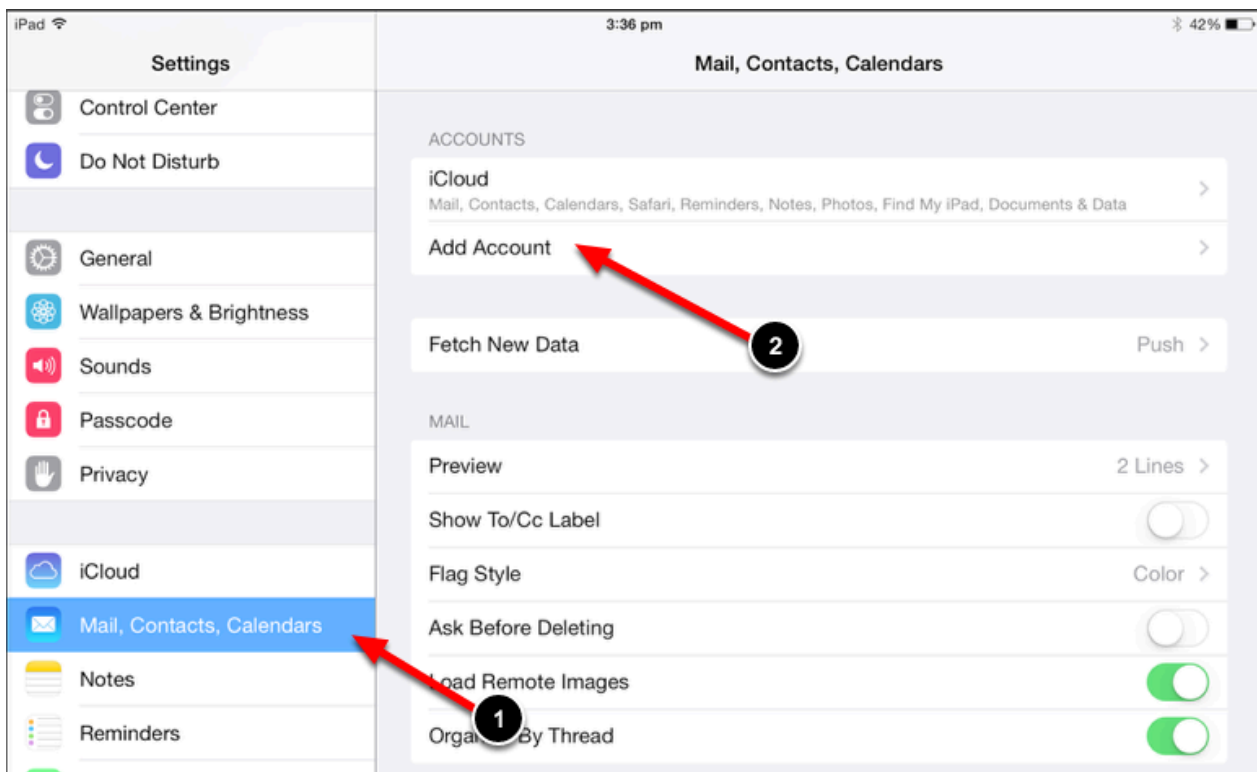 iPad
3:36 pm
42%
Settings
Mail, Contacts, Calendars
Control Center
Do Not Disturb
General
Wallpapers & Brightness
Sounds
Passcode
Privacy
iCloud
Mail, Contacts, Calendars
Notes
Reminders
1
ACCOUNTS
iCloud
Mail, Contacts, Calendars, Safari, Reminders, Notes, Photos, Find My iPad, Documents & Data
Add Account
2
Fetch New Data Push
MAIL
Preview 2 Lines
Show To/Cc Label
Flag Style Color
Ask Before Deleting
Load Remote Images
By Thread